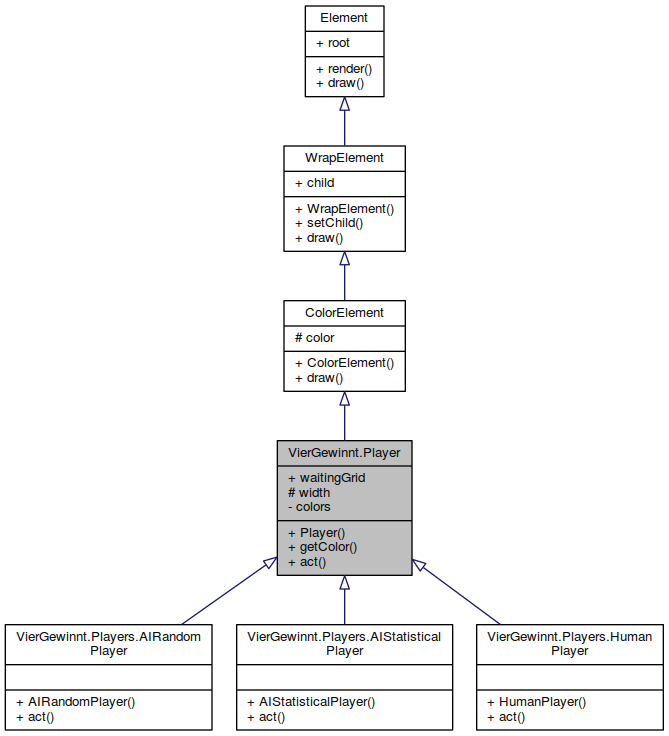 Element
+ root
+ render()
+ draw()
WrapElement
+ child
+ WrapElement()
+ setChild()
+ draw()
ColorElement
# color
+ ColorElement()
+ draw()
VierGewinnt.Player
+ waitingGrid
# width
- colors
+ Player()
+ getColor()
+ act()
VierGewinnt.Players.AIRandom
Player
+ AIRandomPlayer()
+ act()
VierGewinnt.Players.AIStatistical
Player
+ AIStatisticalPlayer()
+ act()
VierGewinnt.Players.Human
Player
+ HumanPlayer()
+ act()